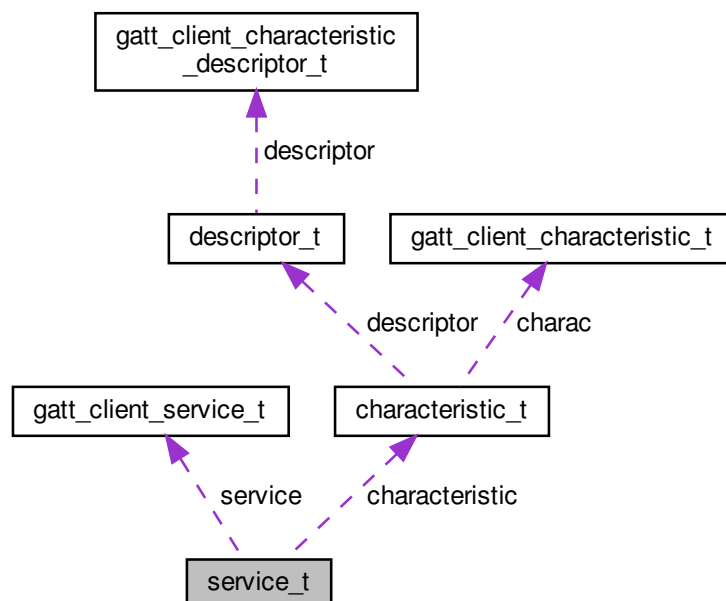 gatt_client_characteristic
_descriptor_t
descriptor
descriptor_t
gatt_client_characteristic_t
descriptor
charac
gatt_client_service_t
characteristic_t
service
characteristic
service_t